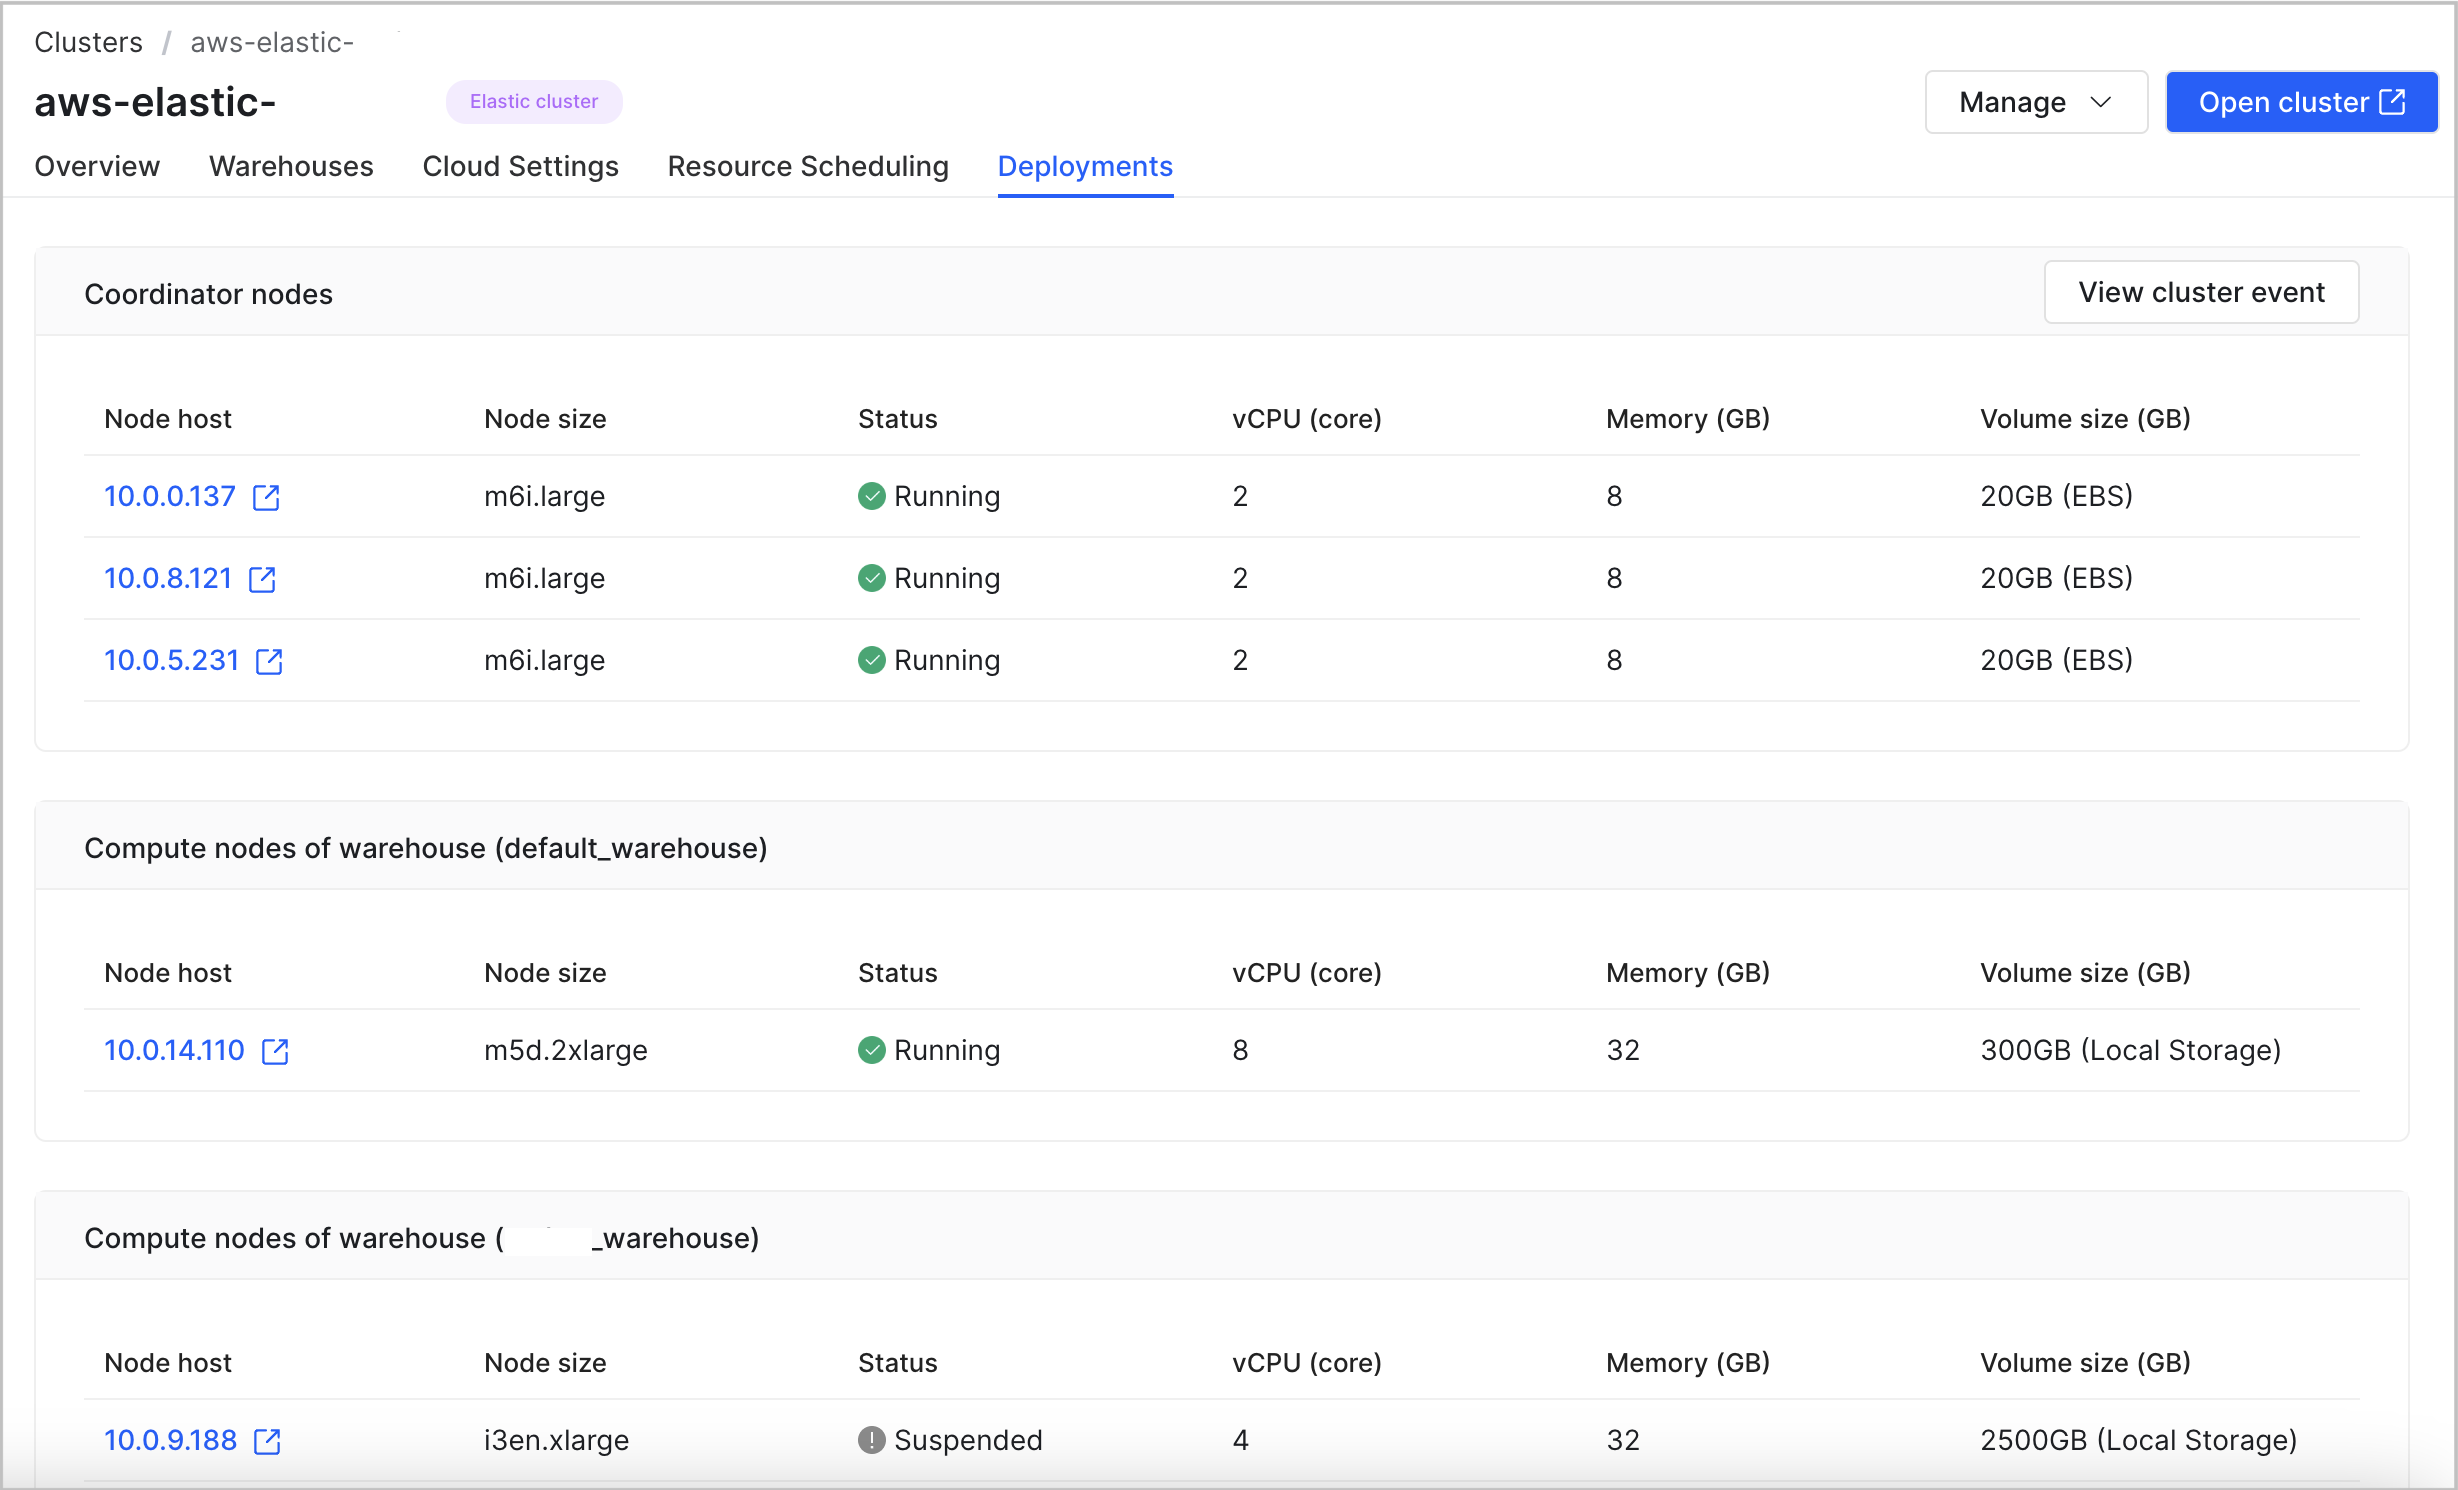 Clusters / aws-elastic-
aws-elastic- Elastic cluster Manage Open cluster
Overview Warehouses Cloud Settings Resource Scheduling Deployments
Coordinator nodes View cluster event
Node host Node size Status vCPU (core) Memory (GB) Volume size (GB)
10.0.0.137 m6i.large Running 2 8 20GB (EBS)
10.0.8.121 m6i.large Running 2 8 20GB (EBS)
10.0.5.231 m6i.large Running 2 8 20GB (EBS)
Compute nodes of warehouse (default_warehouse)
Node host Node size Status vCPU (core) Memory (GB) Volume size (GB)
10.0.14.110 m5d.2xlarge Running 8 32 300GB (Local Storage)
Compute nodes of warehouse ( _warehouse)
Node host Node size Status vCPU (core) Memory (GB) Volume size (GB)
10.0.9.188 i3en.xlarge Suspended 4 32 2500GB (Local Storage)